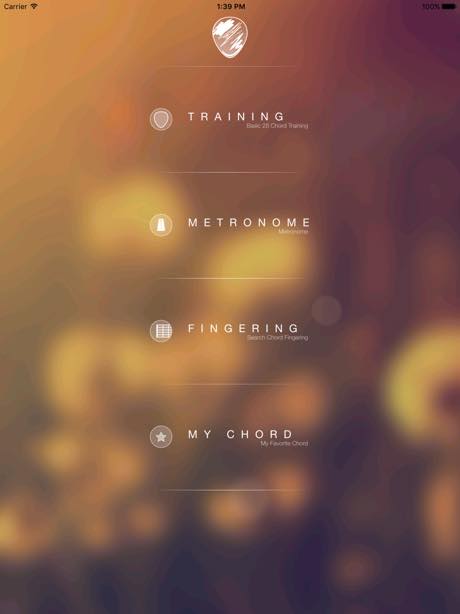 Carrier 1:39 PM 100%
TRAINING
Basic 28 Chord Training
METRONOME
Metronome
FINGERING
Search Chord Fingering
MY CHORD
My Favorite Chord